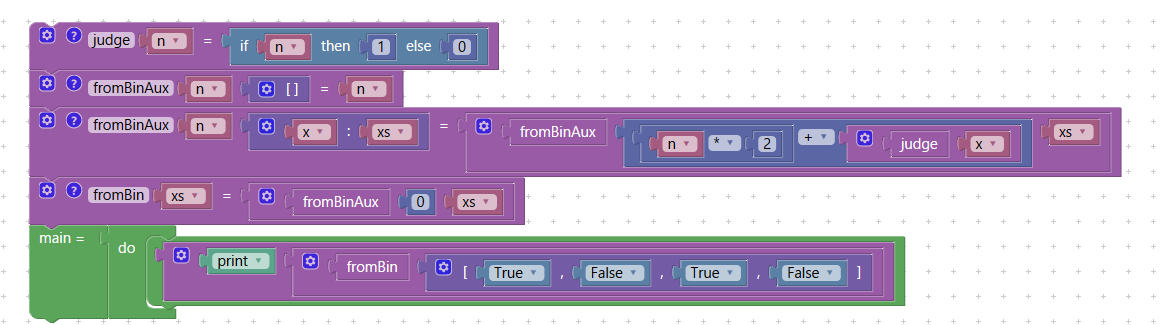 ? judge n = if n then 1 else 0
? fromBinAux n [ ] = n
? fromBinAux n x : xs = fromBinAux n * 2 + judge x xs
? fromBin xs = fromBinAux 0 xs
main = do print fromBin [ True , False , True , False ]